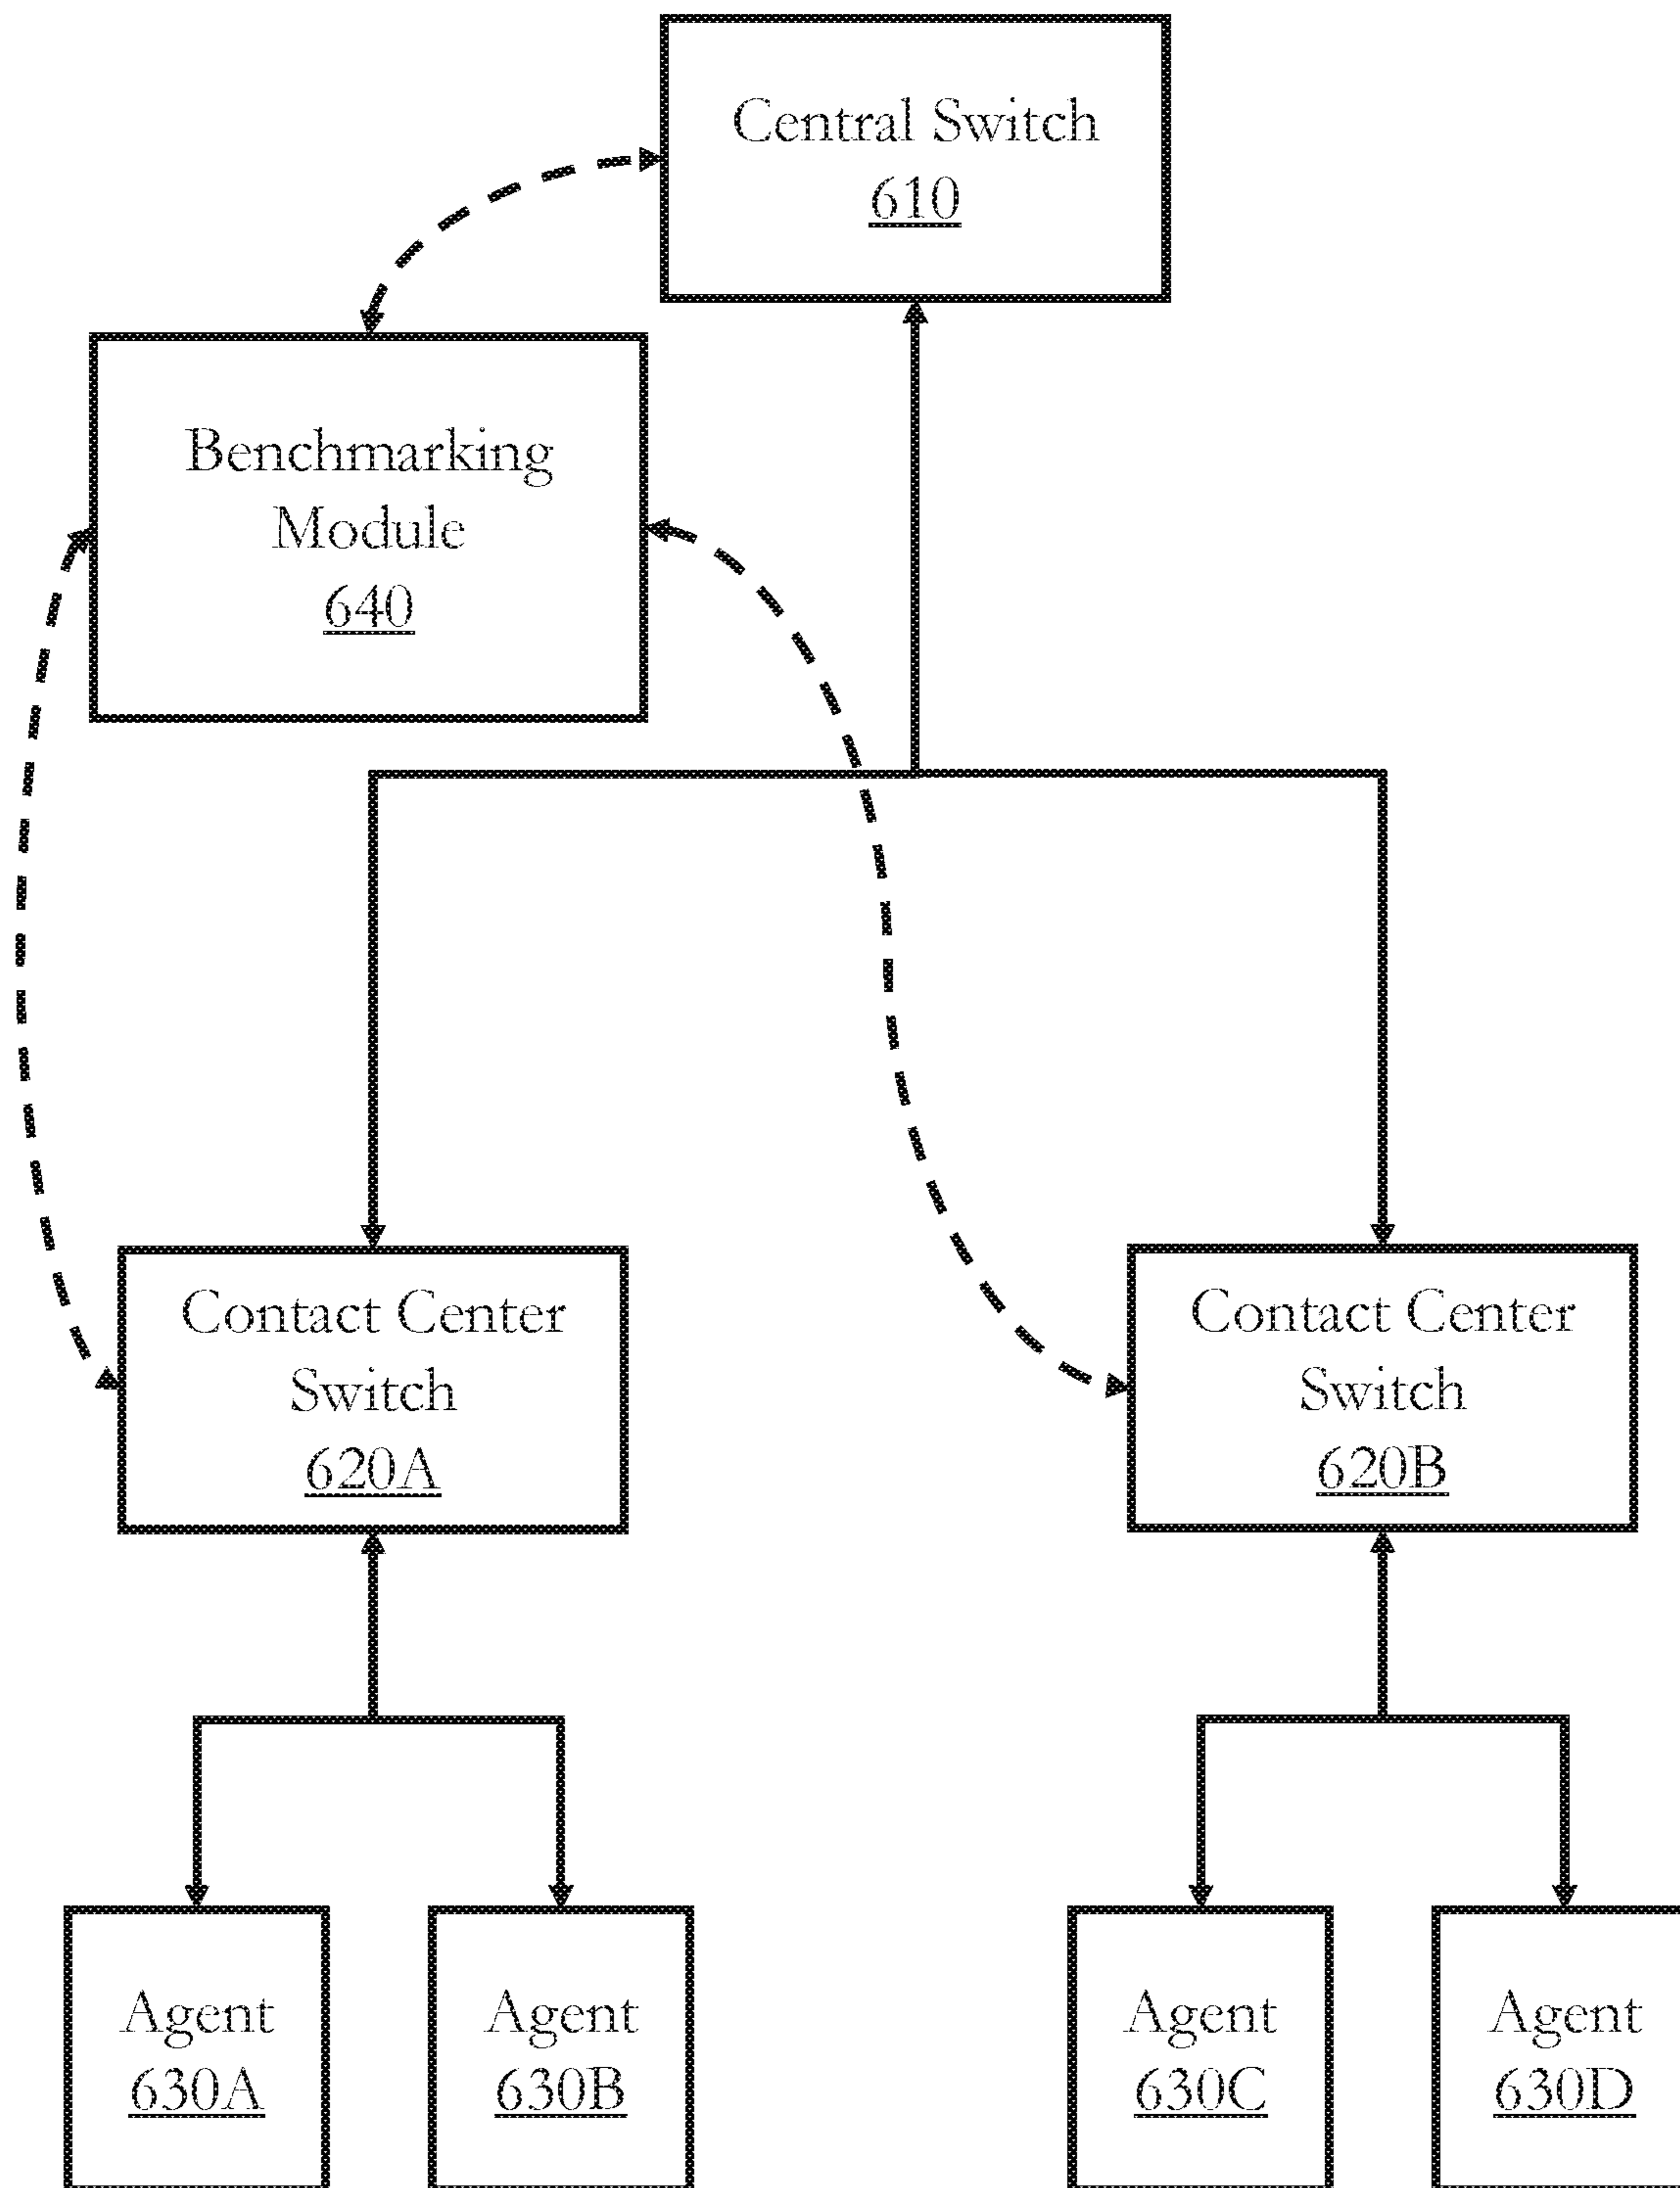 Central Switch
610
Benchmarking
Module
640
Contact Center
Switch
620A
Contact Center
Switch
620B
Agent
630A
Agent
630B
Agent
630C
Agent
630D